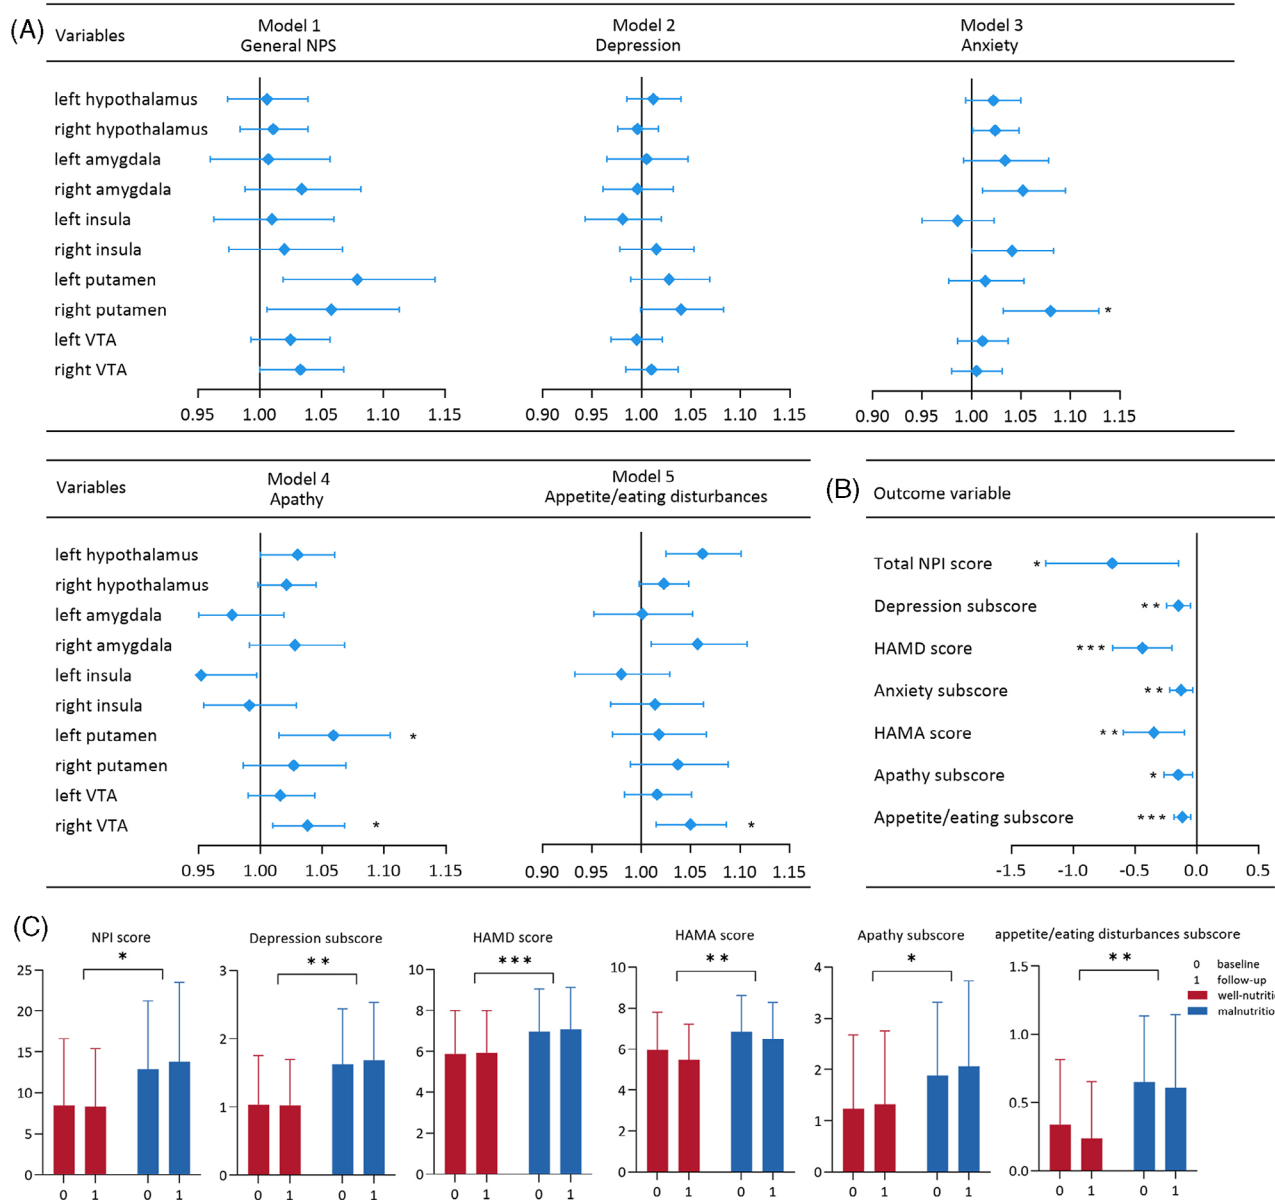 (A)
Variables
Model 1
General NPS
Model 2
Depression
Model 3
Anxiety
left hypothalamus
right hypothalamus
left amygdala
right amygdala
left insula
right insula
left putamen
right putamen *
left VTA
right VTA
0.95 1.00 1.05 1.10 1.15
0.90 0.95 1.00 1.05 1.10 1.15
0.90 0.95 1.00 1.05 1.10 1.15
Variables
Model 4
Apathy
Model 5
Appetite/eating disturbances
left hypothalamus
right hypothalamus
left amygdala
right amygdala
left insula
right insula
left putamen *
right putamen
left VTA
right VTA * *
0.95 1.00 1.05 1.10 1.15
0.90 0.95 1.00 1.05 1.10 1.15
(B)
Outcome variable
Total NPI score *
Depression subscore **
HAMD score ***
Anxiety subscore **
HAMA score **
Apathy subscore *
Appetite/eating subscore ***
-1.5 -1.0 -0.5 0.0 0.5
(C)
NPI score
*
25
20
15
10
5
0
0 1 0 1
Depression subscore
**
3
2
1
0
0 1 0 1
HAMD score
***
10
8
6
4
2
0
0 1 0 1
HAMA score
**
10
8
6
4
2
0
0 1 0 1
Apathy subscore
*
4
3
2
1
0
0 1 0 1
appetite/eating disturbances subscore
**
1.5
1.0
0.5
0.0
0 1 0 1
0 baseline
1 follow-up
well-nutriti
malnutrition